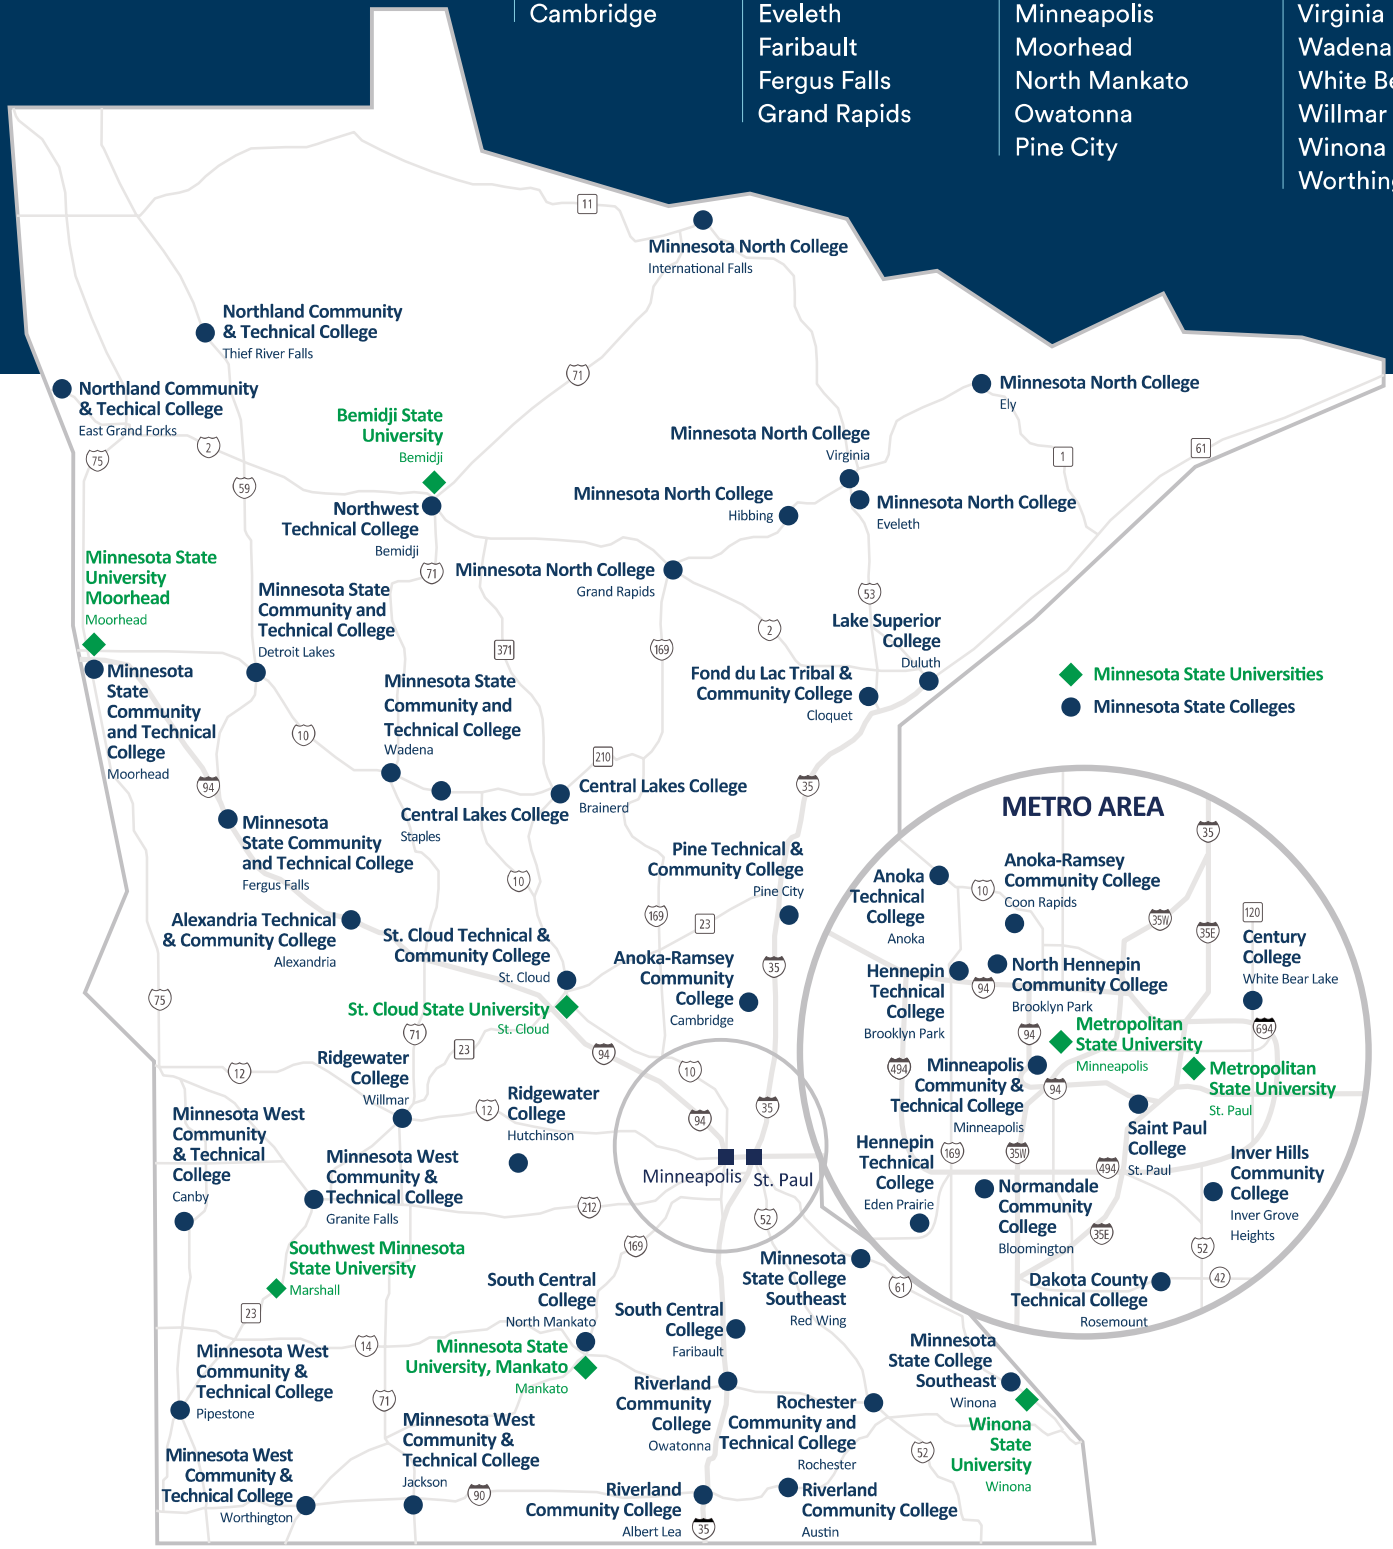 Cambridge
Eveleth
Faribault
Fergus Falls
Grand Rapids
Minneapolis
Moorhead
North Mankato
Owatonna
Pine City
Virginia
Wadena
White Be
Willmar
Winona
Worthing
11
Minnesota North College
International Falls
Northland Community
& Technical College
Thief River Falls
71
Northland Community
& Techical College
East Grand Forks
Minnesota North College
Ely
Bemidji State
University
Bemidji
2
75
59
Minnesota North College
Virginia
1
61
Northwest
Technical College
Bemidji
Minnesota North College
Hibbing
Minnesota North College
Eveleth
71
Minnesota North College
Grand Rapids
53
Minnesota State
University
Moorhead
Moorhead
Minnesota State
Community and
Technical College
Detroit Lakes
371
169
2
Lake Superior
College
Duluth
Minnesota
State
Community
and Technical
College
Moorhead
Minnesota State
Community and
Technical College
Wadena
Fond du Lac Tribal &
Community College
Cloquet
Minnesota State Universities
Minnesota State Colleges
10
94
210
35
Central Lakes College
Brainerd
Central Lakes College
Staples
Minnesota
State Community
and Technical College
Fergus Falls
10
Pine Technical &
Community College
Pine City
169
23
Alexandria Technical
& Community College
Alexandria
St. Cloud Technical &
Community College
St. Cloud
Anoka-Ramsey
Community
College
Cambridge
35
75
St. Cloud State University
St. Cloud
71
23
94
10
12
Ridgewater
College
Willmar
12
Ridgewater
College
Hutchinson
94
35
Minnesota West
Community
& Technical
College
Canby
Minnesota West
Community &
Technical College
Granite Falls
Minneapolis
St. Paul
212
52
169
METRO AREA
35
Anoka
Technical
College
Anoka
10
Anoka-Ramsey
Community College
Coon Rapids
35W
35E
120
Century
College
White Bear Lake
Hennepin
Technical
College
Brooklyn Park
94
North Hennepin
Community College
Brooklyn Park
94
Metropolitan
State University
Minneapolis
694
494
Minneapolis
Community &
Technical College
Minneapolis
94
Metropolitan
State University
St. Paul
Saint Paul
College
St. Paul
Hennepin
Technical
College
Eden Prairie
169
35W
494
Inver Hills
Community
College
Inver Grove
Heights
Normandale
Community
College
Bloomington
35E
52
42
Dakota County
Technical College
Rosemount
Southwest Minnesota
State University
Marshall
23
South Central
College
North Mankato
Minnesota
State College
Southeast
Red Wing
61
South Central
College
Faribault
14
Minnesota State
University, Mankato
Mankato
Minnesota
State College
Southeast
Winona
Minnesota West
Community &
Technical College
Pipestone
71
Riverland
Community
College
Owatonna
Rochester
Community and
Technical College
Rochester
Winona
State
University
Winona
52
Minnesota West
Community &
Technical College
Jackson
Minnesota West
Community &
Technical College
Worthington
90
Riverland
Community College
Albert Lea
35
Riverland
Community College
Austin